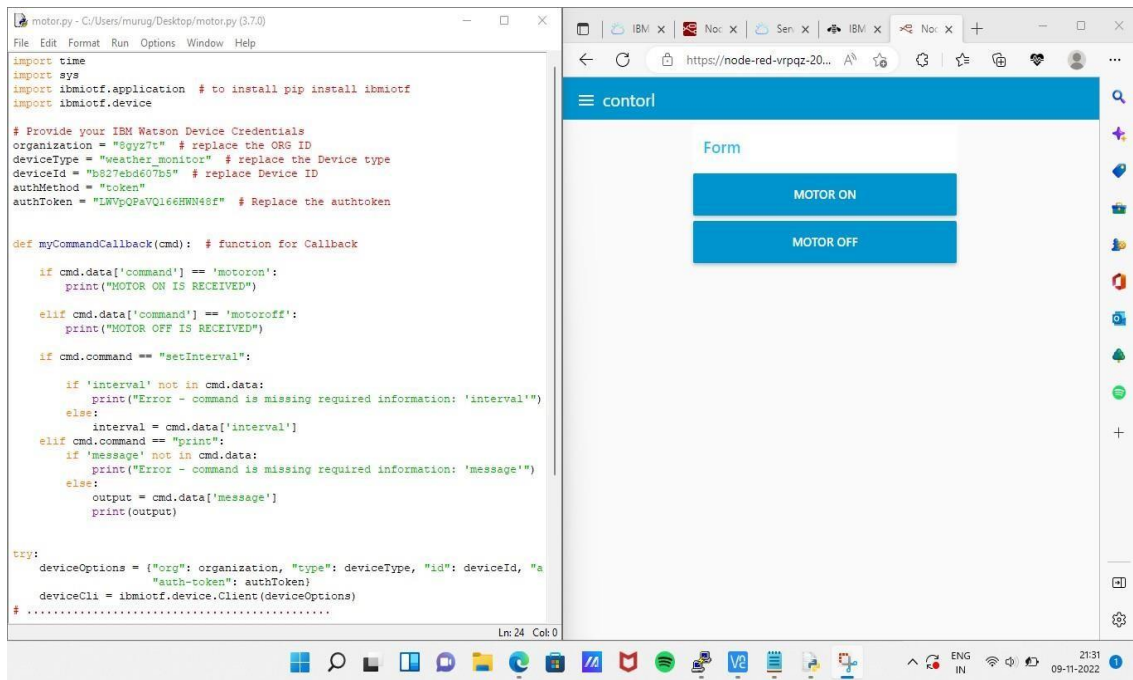 motor.py - C:/Users/murug/Desktop/motor.py (3.7.0)
File Edit Format Run Options Window Help
import time
import sys
import ibmiotf.application # to install pip install ibmiotf
import ibmiotf.device
# Provide your IBM Watson Device Credentials
organization = "8gyz7t" # replace the ORG ID
deviceType = "weather_monitor" # replace the Device type
deviceId = "b827ebd607b5" # replace Device ID
authMethod = "token"
authToken = "LWVpQPaVQ166HWN48f" # Replace the authtoken
def myCommandCallback(cmd): # function for Callback
if cmd.data['command'] == 'motoron':
print("MOTOR ON IS RECEIVED")
elif cmd.data['command'] == 'motoroff':
print("MOTOR OFF IS RECEIVED")
if cmd.command == "setInterval":
if 'interval' not in cmd.data:
print("Error - command is missing required information: 'interval'")
else:
interval = cmd.data['interval']
elif cmd.command == "print":
if 'message' not in cmd.data:
print("Error - command is missing required information: 'message'")
else:
output = cmd.data['message']
print(output)
try:
deviceOptions = {"org": organization, "type": deviceType, "id": deviceId, "a
"auth-token": authToken}
deviceCli = ibmiotf.device.Client(deviceOptions)
# ..............................................
Ln: 24 Col: 0
IBM Noc Sen IBM Noc
https://node-red-vrpqz-20...
contorl
Form
MOTOR ON
MOTOR OFF
ENG
IN
21:31
09-11-2022
1